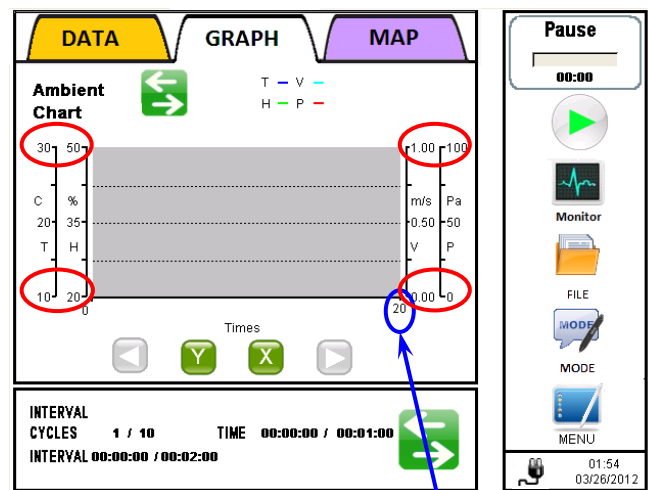 DATA
GRAPH
MAP
Ambient
Chart
T V
H P
30 50 1.00 100
C % m/s Pa
20 35 0.50 50
T H V P
10 20 0.00 0
0 20
Times
Y X
INTERVAL
CYCLES 1 / 10 TIME 00:00:00 / 00:01:00
INTERVAL 00:00:00 / 00:02:00
Pause
00:00
Monitor
FILE
MODE
MODE
MENU
01:54
03/26/2012